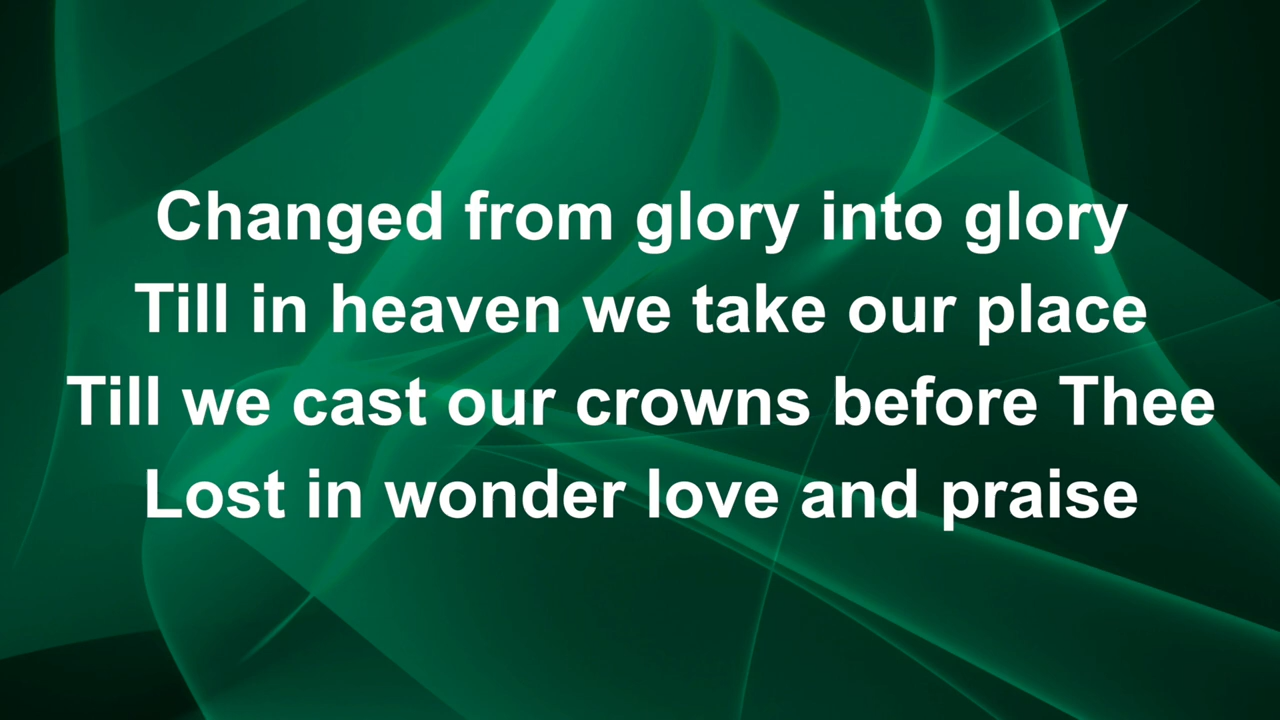 Changed from glory into glory
Till in heaven we take our place
Till we cast our crowns before Thee
Lost in wonder love and praise